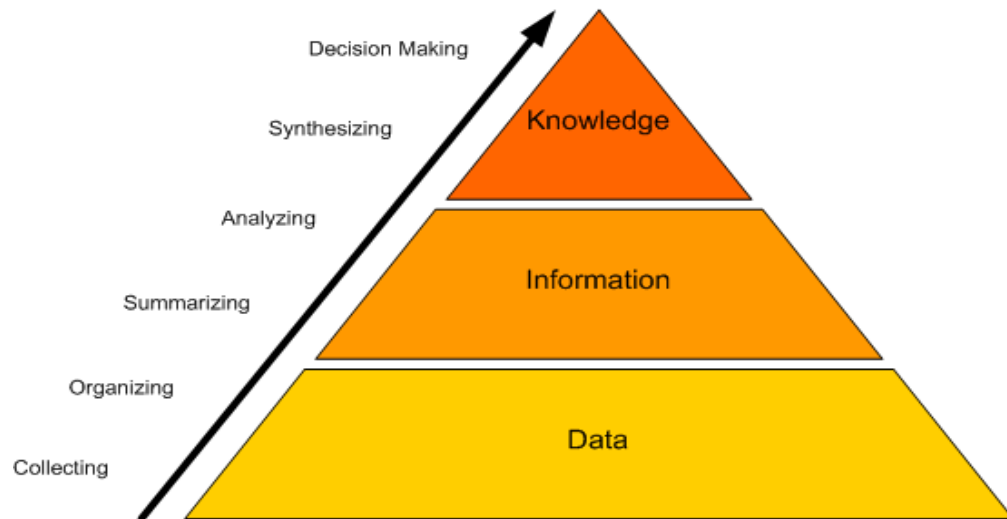 Decision Making
Synthesizing
Knowledge
Analyzing
Information
Summarizing
Organizing
Data
Collecting